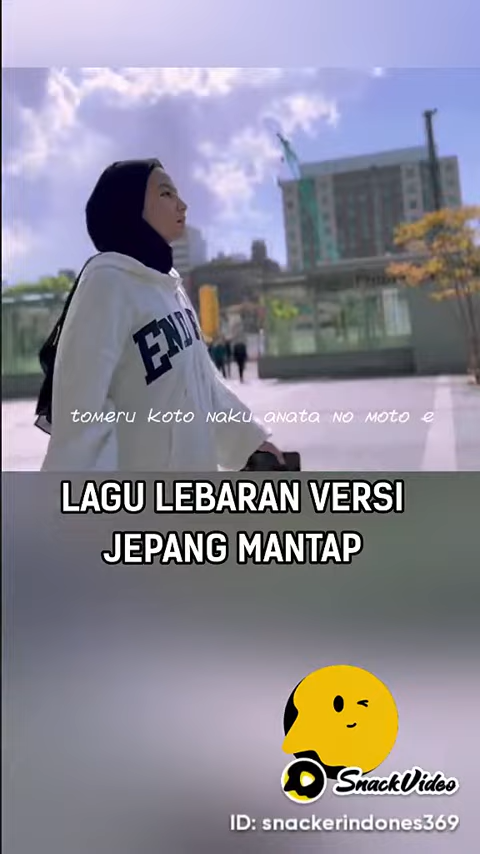 tomeru koto naku anata no moto e
LAGU LEBARAN VERSI
JEPANG MANTAP
SnackVideo
ID: snackerindones369